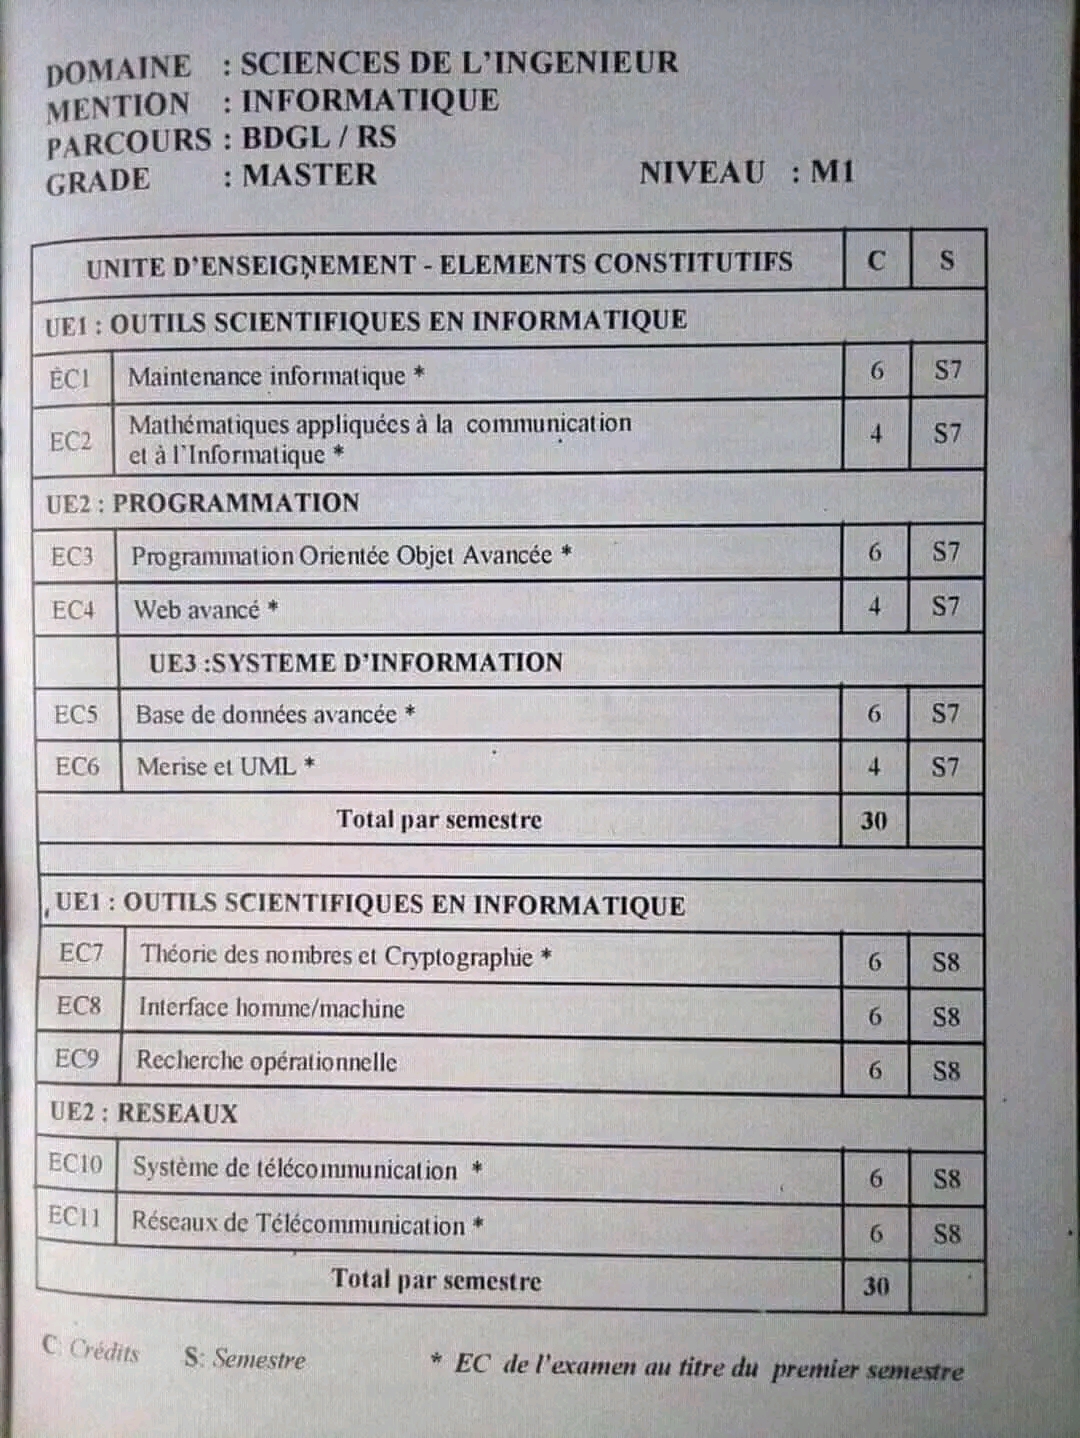 DOMAINE : SCIENCES DE L'INGENIEUR
MENTION : INFORMATIQUE
PARCOURS : BDGL / RS
GRADE : MASTER NIVEAU : M1
UNITE D'ENSEIGNEMENT - ELEMENTS CONSTITUTIFS C S
UE1 : OUTILS SCIENTIFIQUES EN INFORMATIQUE
EC1 Maintenance informatique * 6 S7
EC2 Mathématiques appliquées à la communication
et à l'Informatique * 4 S7
UE2 : PROGRAMMATION
EC3 Programmation Orientée Objet Avancée * 6 S7
EC4 Web avancé * 4 S7
UE3 :SYSTEME D'INFORMATION
EC5 Base de données avancée * 6 S7
EC6 Merise et UML * 4 S7
Total par semestre 30
UE1 : OUTILS SCIENTIFIQUES EN INFORMATIQUE
EC7 Théorie des nombres et Cryptographie * 6 S8
EC8 Interface homme/machine 6 S8
EC9 Recherche opérationnelle 6 S8
UE2 : RESEAUX
EC10 Système de télécommunication * 6 S8
EC11 Réseaux de Télécommunication * 6 S8
Total par semestre 30
C: Crédits S: Semestre * EC de l'examen au titre du premier semestre